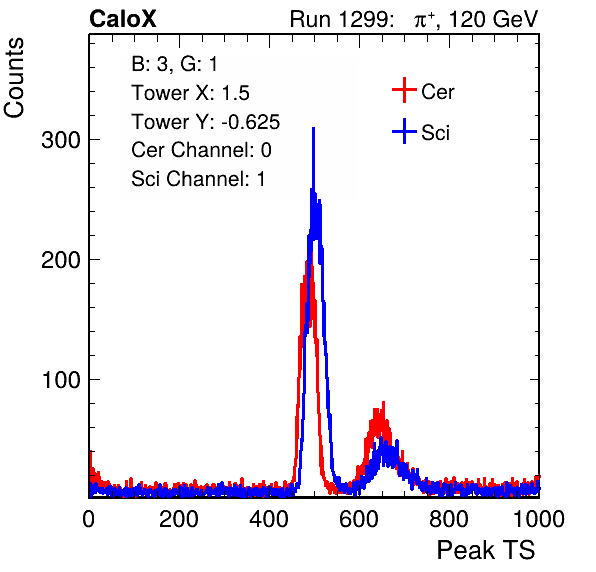 CaloX Run 1299: π⁺, 120 GeV
Counts
B: 3, G: 1
Tower X: 1.5
Tower Y: -0.625
Cer Channel: 0
Sci Channel: 1
Cer
Sci
300
200
100
0 200 400 600 800 1000
Peak TS